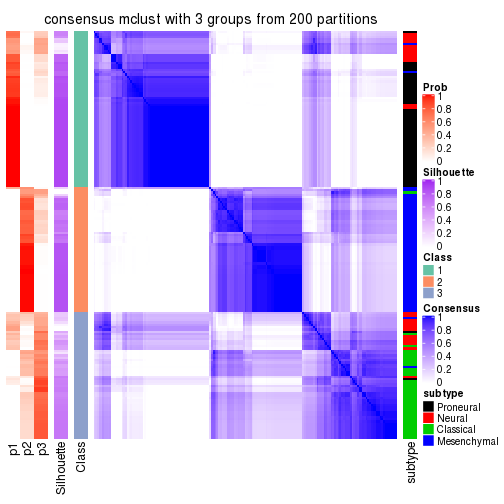 consensus mclust with 3 groups from 200 partitions
Prob
1
0.8
0.6
0.4
0.2
0
Silhouette
1
0.8
0.6
0.4
0.2
0
Class
1
2
3
Consensus
1
0.8
0.6
0.4
0.2
0
subtype
Proneural
Neural
Classical
Mesenchymal
p1
p2
p3
Silhouette
Class
subtype